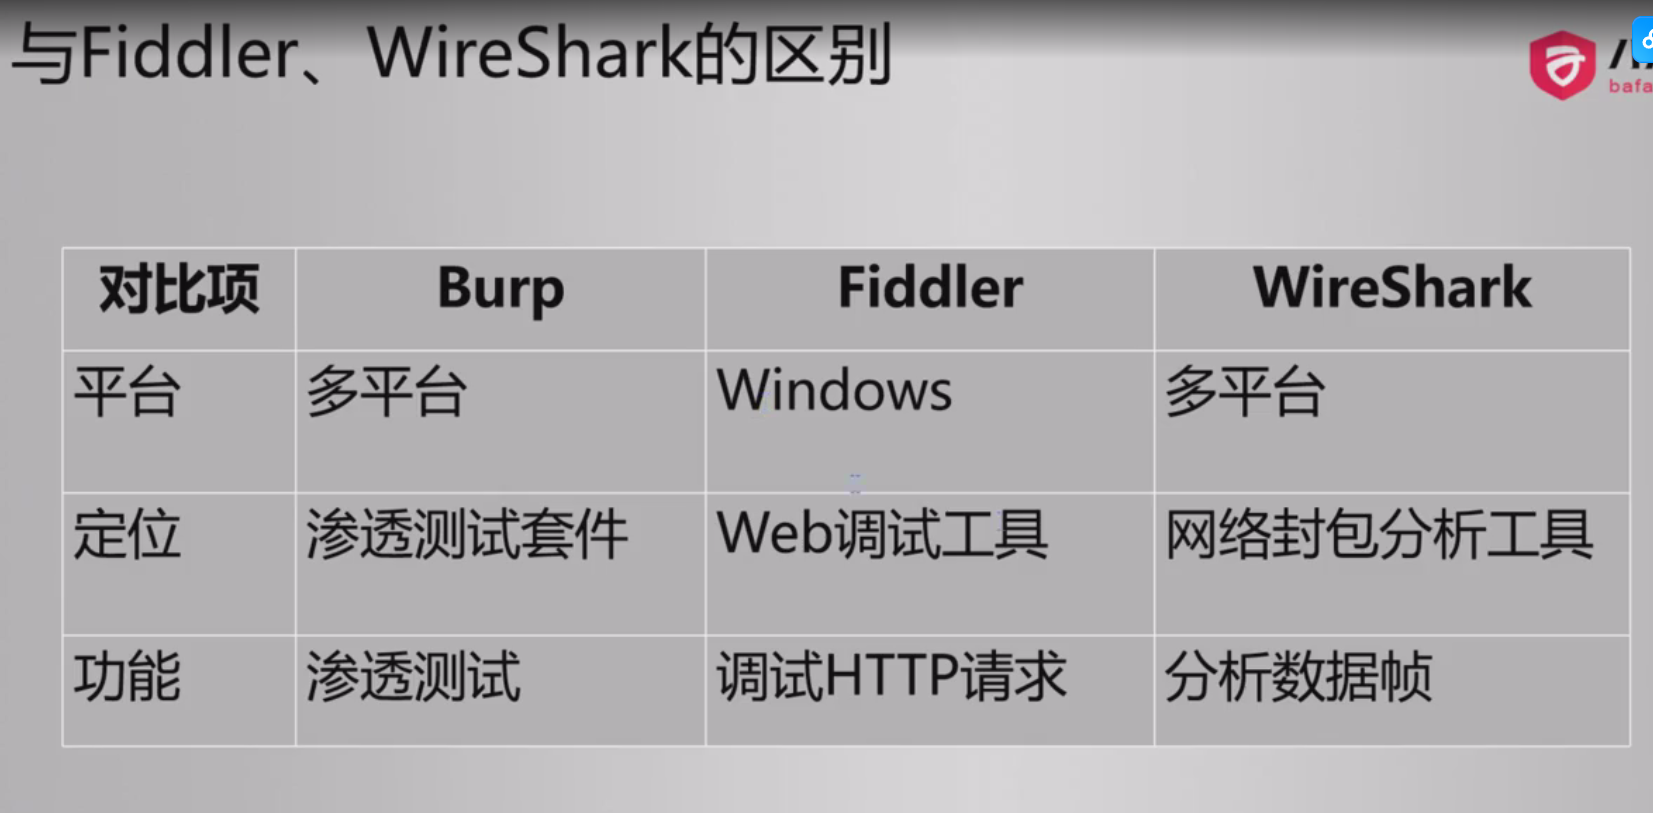 与Fiddler、WireShark的区别
bafa
对比项 Burp Fiddler WireShark
平台 多平台 Windows 多平台
定位 渗透测试套件 Web调试工具 网络封包分析工具
功能 渗透测试 调试HTTP请求 分析数据帧